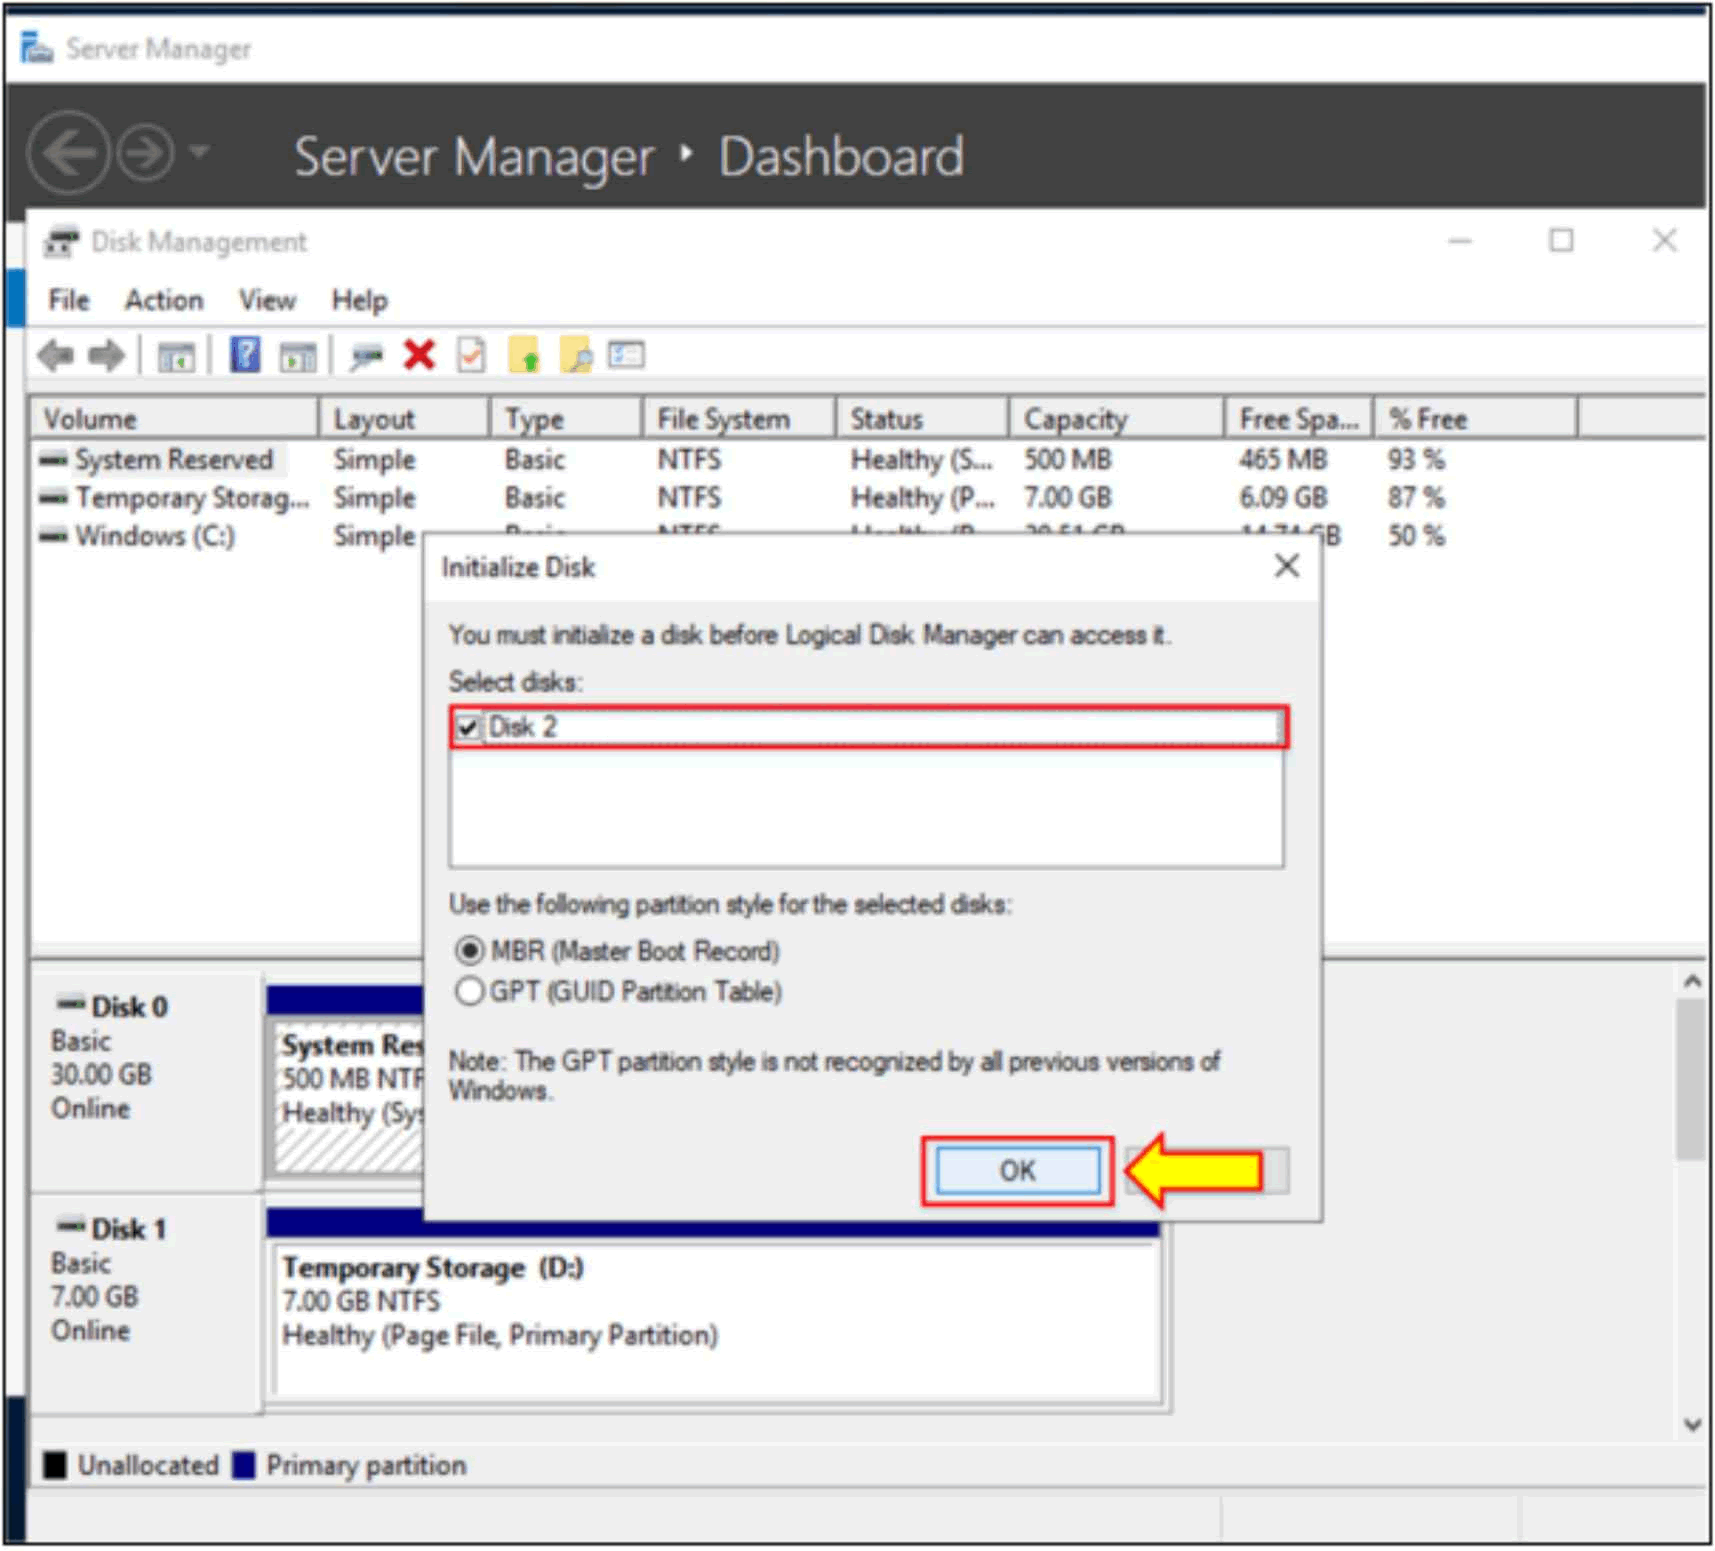 Server Manager
Server Manager • Dashboard
Disk Management
File Action View Help
Volume Layout Type File System Status Capacity Free Spa... % Free
System Reserved Simple Basic NTFS Healthy (S... 500 MB 465 MB 93 %
Temporary Storag... Simple Basic NTFS Healthy (P... 7.00 GB 6.09 GB 87 %
Windows (C:) Simple 50 %
Initialize Disk
You must initialize a disk before Logical Disk Manager can access it.
Select disks:
Disk 2
Use the following partition style for the selected disks:
MBR (Master Boot Record)
GPT (GUID Partition Table)
Note: The GPT partition style is not recognized by all previous versions of
Windows.
OK
Disk 0
Basic
30.00 GB
Online
System Res
500 MB NTF
Healthy (Sys
Disk 1
Basic
7.00 GB
Online
Temporary Storage (D:)
7.00 GB NTFS
Healthy (Page File, Primary Partition)
Unallocated Primary partition